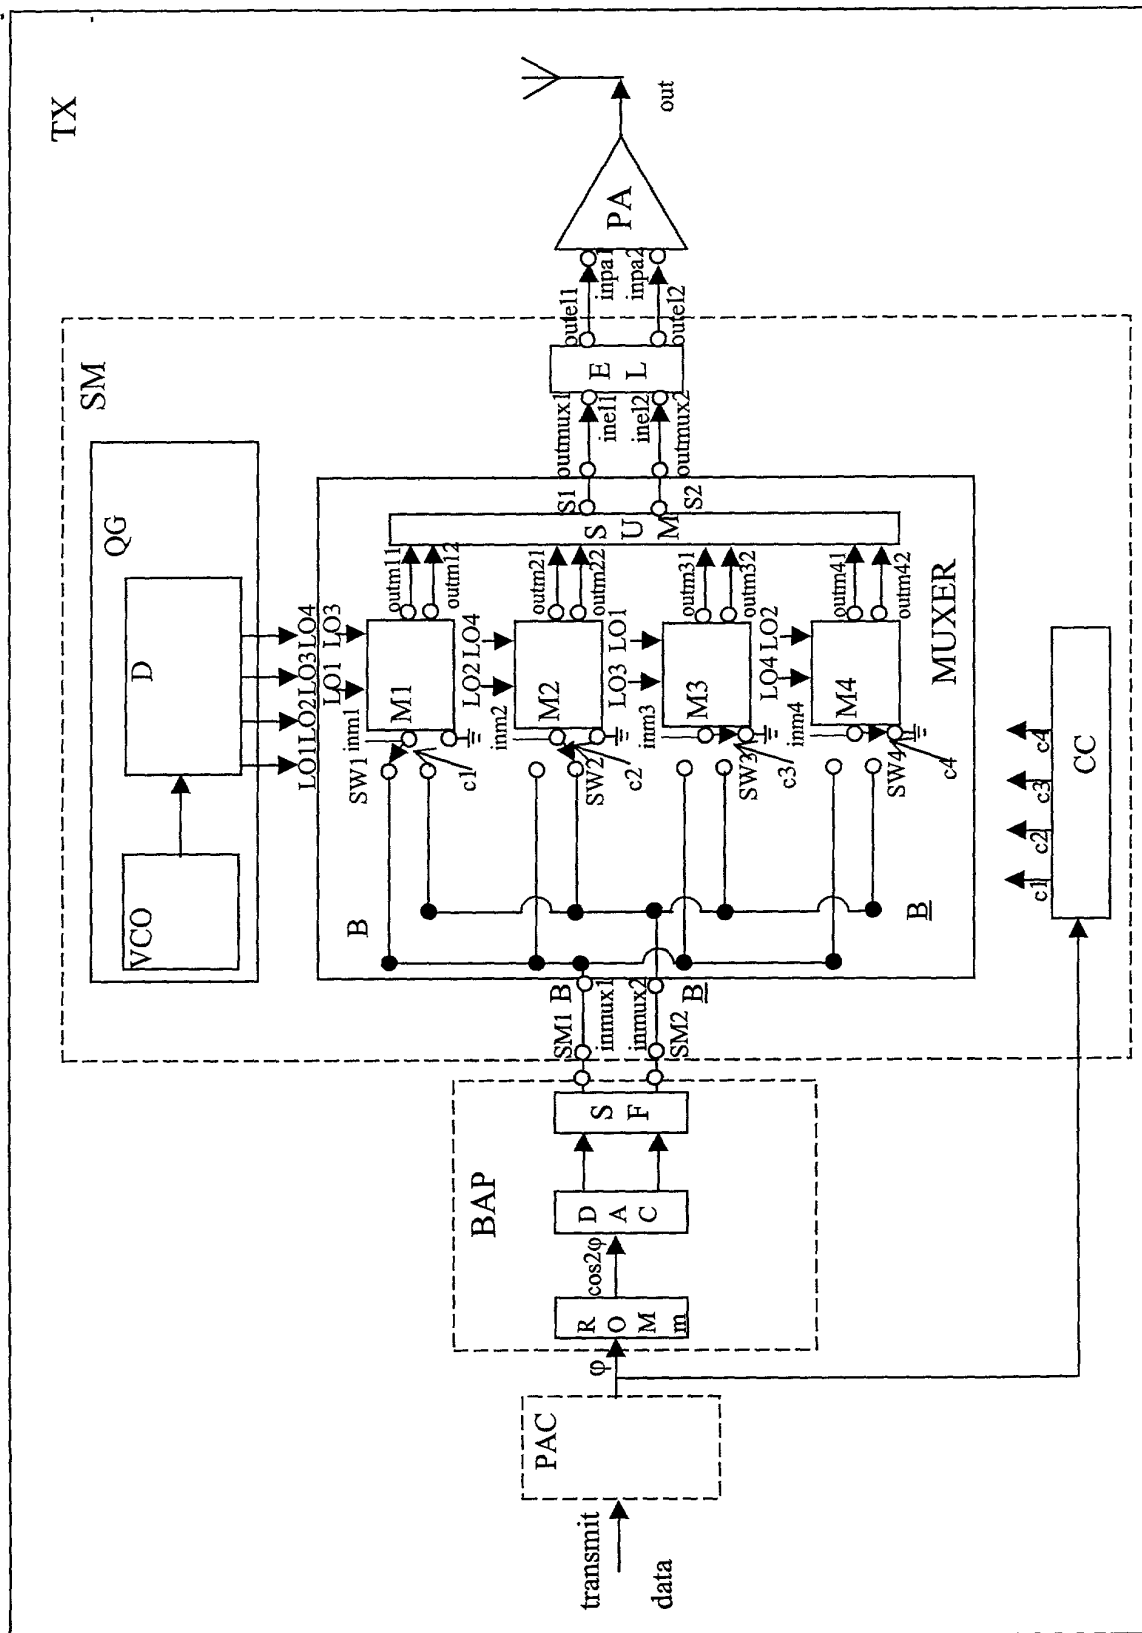 TX
SM
QG
VCO
D
LO1
LO2
LO3
LO4
MUXER
B
B
B
B
SM1
inmux1
inmux2
SM2
SW1
inm1
c1
M1
LO1
LO3
outm11
outm12
SW2
inm2
c2
M2
LO2
LO4
outm21
outm22
SW3
inm3
c3
M3
LO3
LO1
outm31
outm32
SW4
inm4
c4
M4
LO4
LO2
outm41
outm42
S U M
S1
S2
outmux1
outmux2
inel1
inel2
E L
outel1
outel2
inpa1
inpa2
PA
out
CC
c1
c2
c3
c4
BAP
S F
D A C
cos2φ
R O M m
φ
PAC
transmit
data